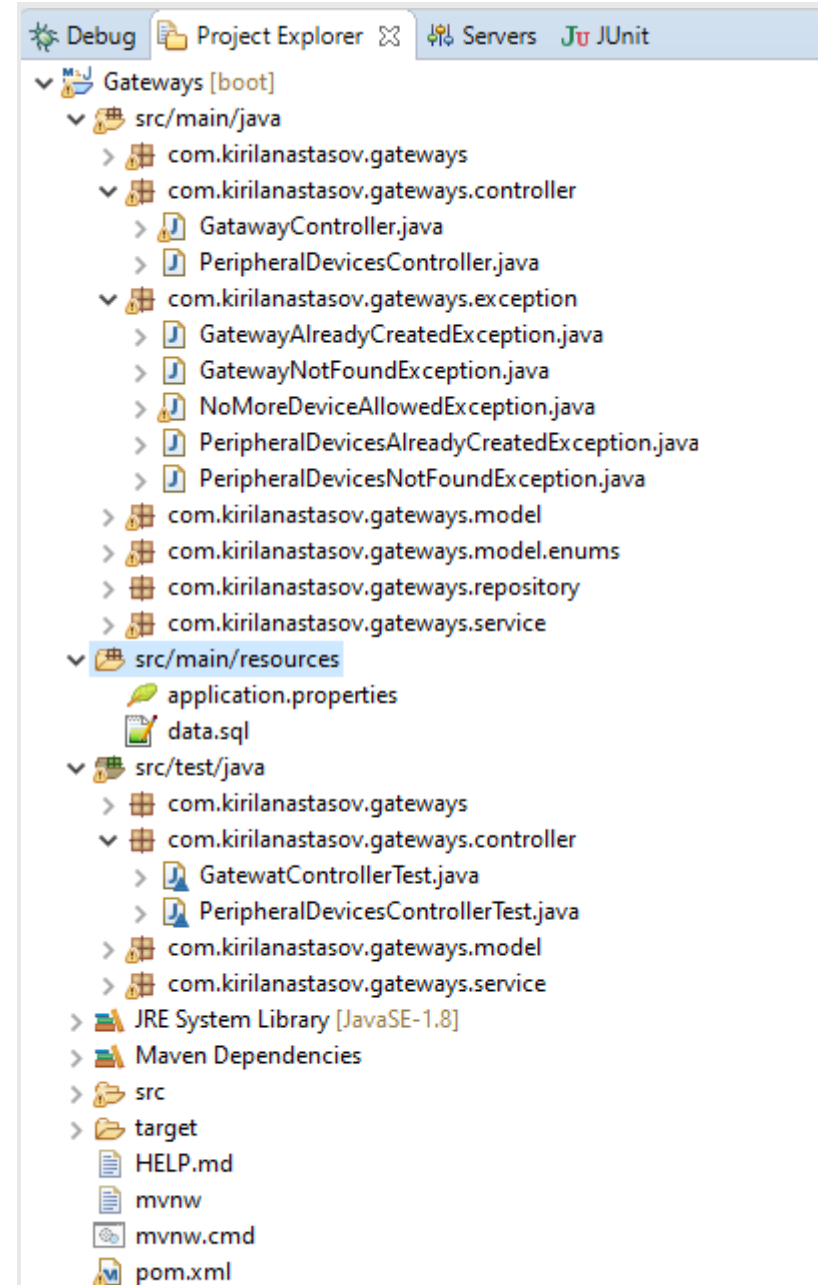 Debug Project Explorer Servers Ju JUnit
Gateways [boot]
src/main/java
com.kirilanastasov.gateways
com.kirilanastasov.gateways.controller
GatawayController.java
PeripheralDevicesController.java
com.kirilanastasov.gateways.exception
GatewayAlreadyCreatedException.java
GatewayNotFoundException.java
NoMoreDeviceAllowedException.java
PeripheralDevicesAlreadyCreatedException.java
PeripheralDevicesNotFoundException.java
com.kirilanastasov.gateways.model
com.kirilanastasov.gateways.model.enums
com.kirilanastasov.gateways.repository
com.kirilanastasov.gateways.service
src/main/resources
application.properties
data.sql
src/test/java
com.kirilanastasov.gateways
com.kirilanastasov.gateways.controller
GatewatControllerTest.java
PeripheralDevicesControllerTest.java
com.kirilanastasov.gateways.model
com.kirilanastasov.gateways.service
JRE System Library [JavaSE-1.8]
Maven Dependencies
src
target
HELP.md
mvnw
mvnw.cmd
pom.xml